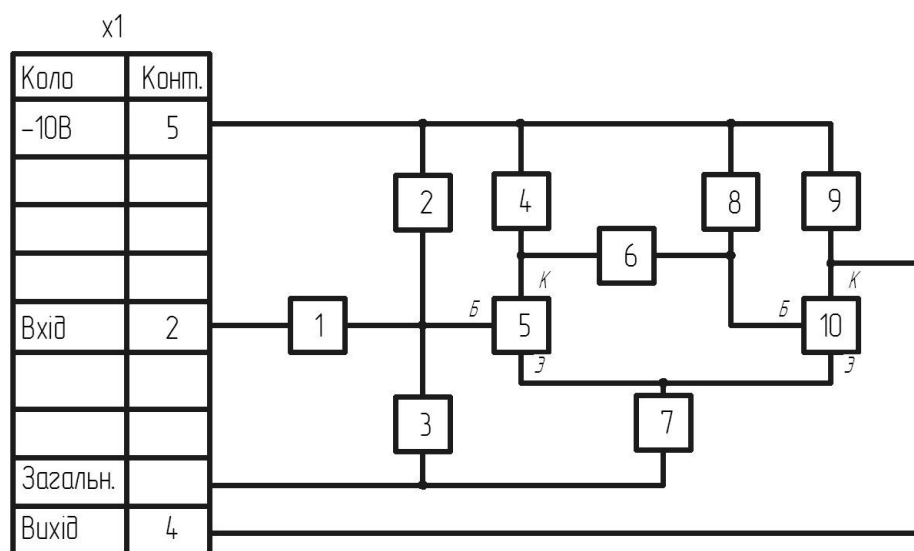 x1
Коло Конт.
-10В 5
2 4 8 9
6
К К
Вхід 2 1 Б 5 Б 10
Э Э
3 7
Загальн.
Вихід 4